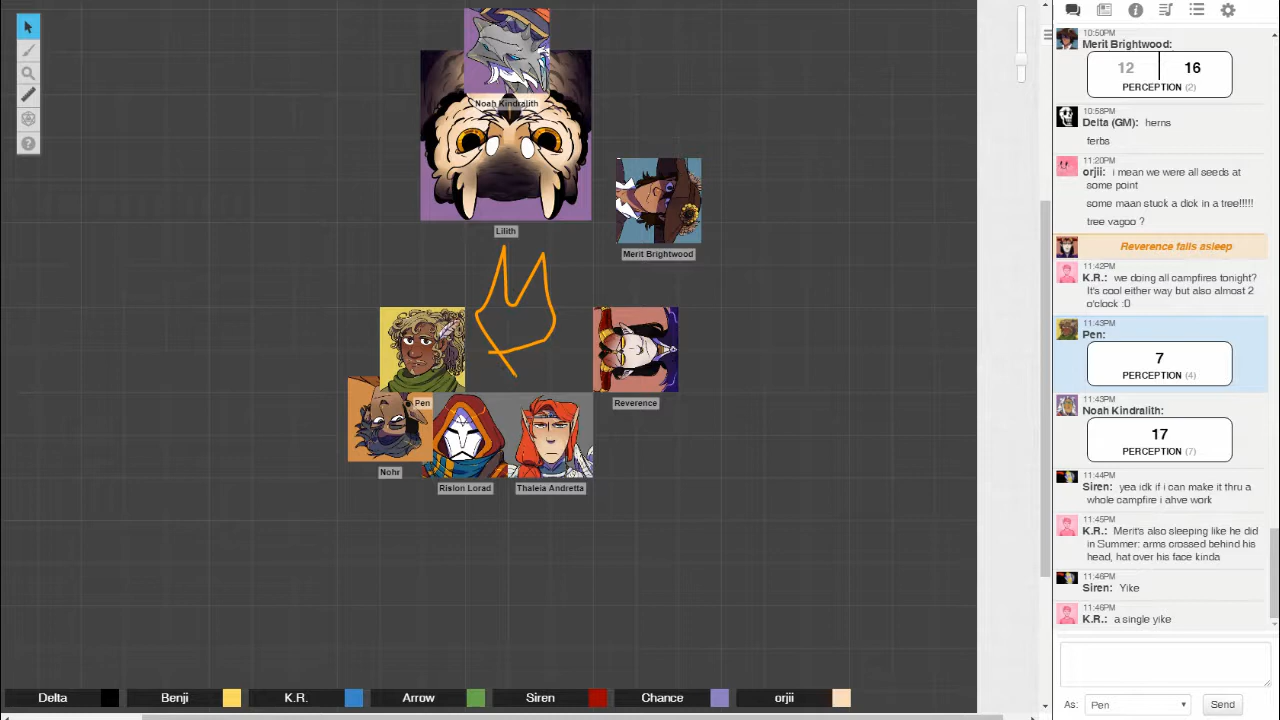 Noah Kindralith
Lilith
Merit Brightwood
Pen
Reverence
Nohr
Rislon Lorad
Thaleia Andretta
Delta
Benji
K.R.
Arrow
Siren
Chance
orjii
10:50PM
Merit Brightwood:
12 16
PERCEPTION (2)
10:58PM
Delta (GM): herns
ferbs
11:20PM
orjii: i mean we were all seeds at
some point
some maan stuck a dick in a tree!!!!!
tree vagoo ?
Reverence falls asleep
11:42PM
K.R.: we doing all campfires tonight?
It's cool either way but also almost 2
o'clock :0
11:43PM
Pen:
7
PERCEPTION (4)
11:43PM
Noah Kindralith:
17
PERCEPTION (7)
11:44PM
Siren: yea idk if i can make it thru a
whole campfire i ahve work
11:45PM
K.R.: Merit's also sleeping like he did
in Summer: arms crossed behind his
head, hat over his face kinda
11:46PM
Siren: Yike
11:46PM
K.R.: a single yike
As: Pen Send